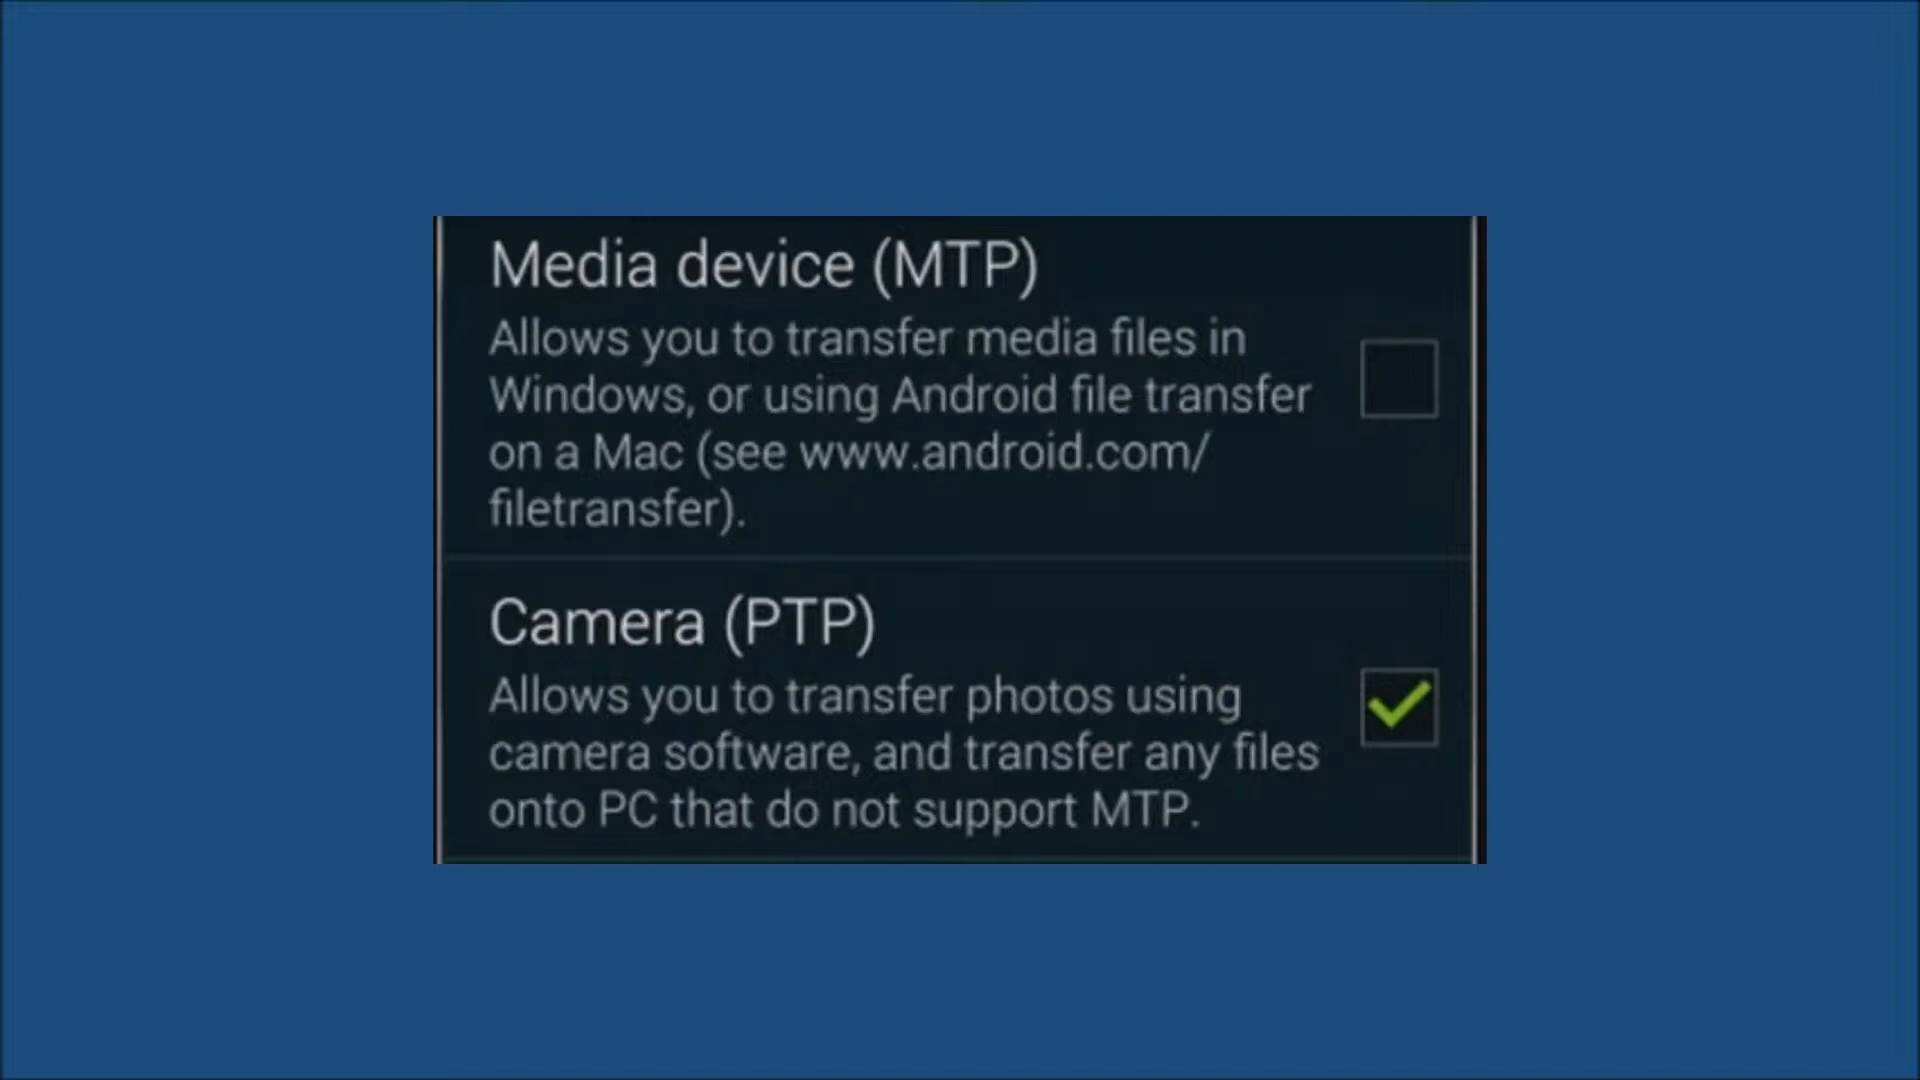 Media device (MTP)
Allows you to transfer media files in
Windows, or using Android file transfer
on a Mac (see www.android.com/
filetransfer).
Camera (PTP)
Allows you to transfer photos using
camera software, and transfer any files
onto PC that do not support MTP.